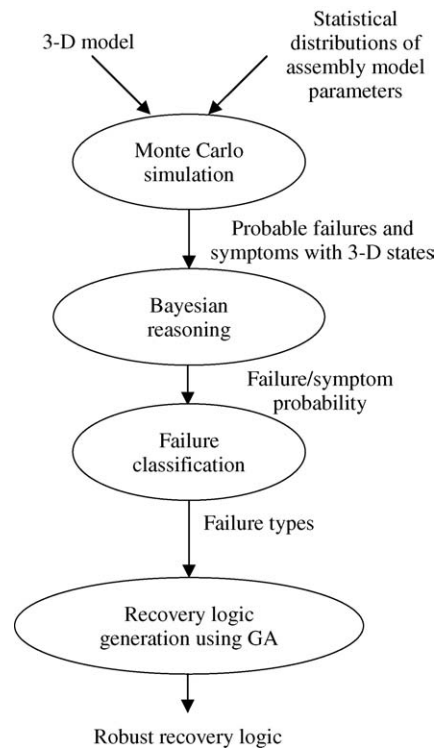 3-D model
Statistical
distributions of
assembly model
parameters
Monte Carlo
simulation
Probable failures and
symptoms with 3-D states
Bayesian
reasoning
Failure/symptom
probability
Failure
classification
Failure types
Recovery logic
generation using GA
Robust recovery logic